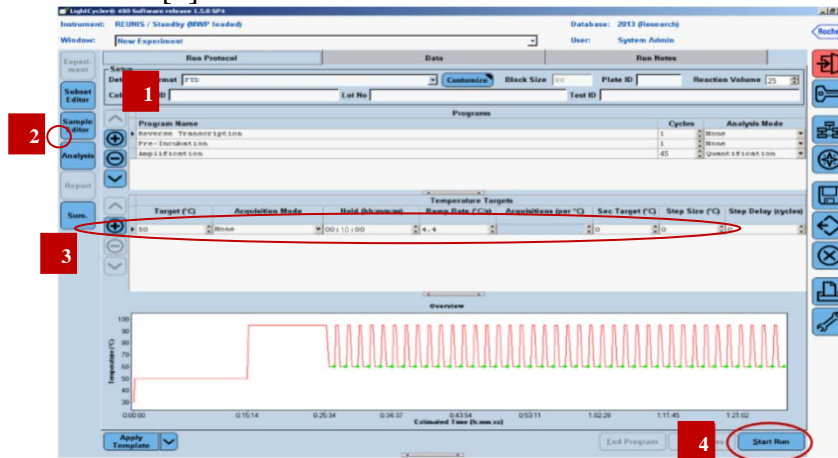 LightCycler® 480 Software release 1.5.0 SP4
Instrument: REUNIS / Standby (MWP loaded) Database: 2013 (Research)
Window: New Experiment User: System Admin
Roche
Experi-
ment
Run Protocol Data Run Notes
Setup
Format FTD Customize Block Size 96 Plate ID Reaction Volume 25
1
Subset
Editor
ID Lot No Test ID
Programs
Sample
Editor
Program Name Cycles Analysis Mode
2
Reverse Transcription 1 None
Pre-Incubation 1 None
Analysis
Amplification 45 Quantification
Report
Temperature Targets
Sum.
Target (°C) Acquisition Mode Hold (hh:mm:ss) Ramp Rate (°C/s) Acquisitions (per °C) Sec Target (°C) Step Size (°C) Step Delay (cycles)
50 None 4.4 0 0 0
3
Overview
Temperature (°C)
100
90
80
70
60
50
40
30
0:00:00 0:15:14 0:25:34 0:34:37 0:43:54 0:53:11 1:02:28 1:11:45 1:21:02
Estimated Time (h:mm:ss)
Apply
Template
End Program
4
Start Run